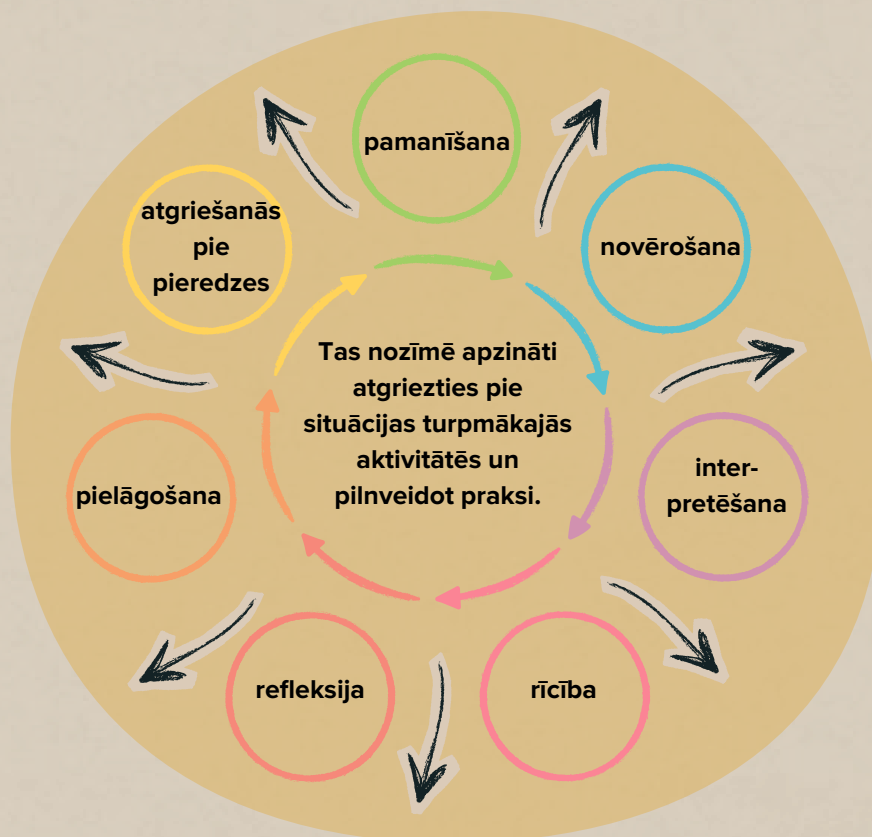 pamanīšana
novērošana
inter-
pretēšana
rīcība
refleksija
pielāgošana
atgriešanās
pie
pieredzes
Tas nozīmē apzināti
atgriezties pie
situācijas turpmākajās
aktivitātēs un
pilnveidot praksi.